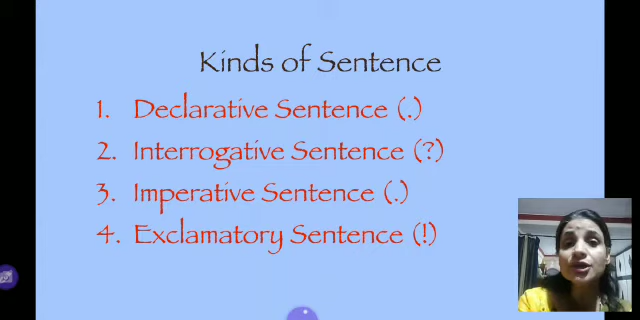 Kinds of Sentence
1. Declarative Sentence (.)
2. Interrogative Sentence (?)
3. Imperative Sentence (.)
4. Exclamatory Sentence (!)